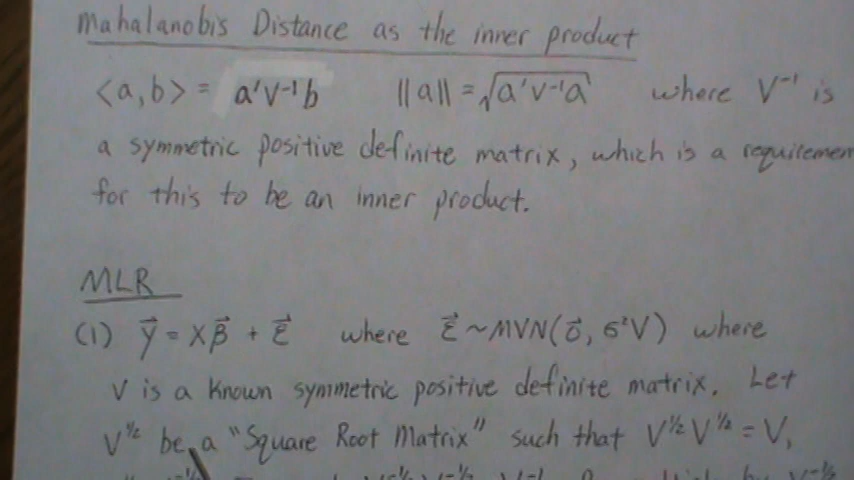 Mahalanobis Distance as the inner product
<a,b> = a'V⁻¹b ||a|| = √a'V⁻¹a where V⁻¹ is
a symmetric positive definite matrix, which is a requiremen
for this to be an inner product.
MLR
(1) y⃗ = Xβ⃗ + ε⃗ where ε⃗ ~ MVN(0⃗, σ²V) where
V is a known symmetric positive definite matrix. Let
V^½ be a "Square Root Matrix" such that V^½ V^½ = V,